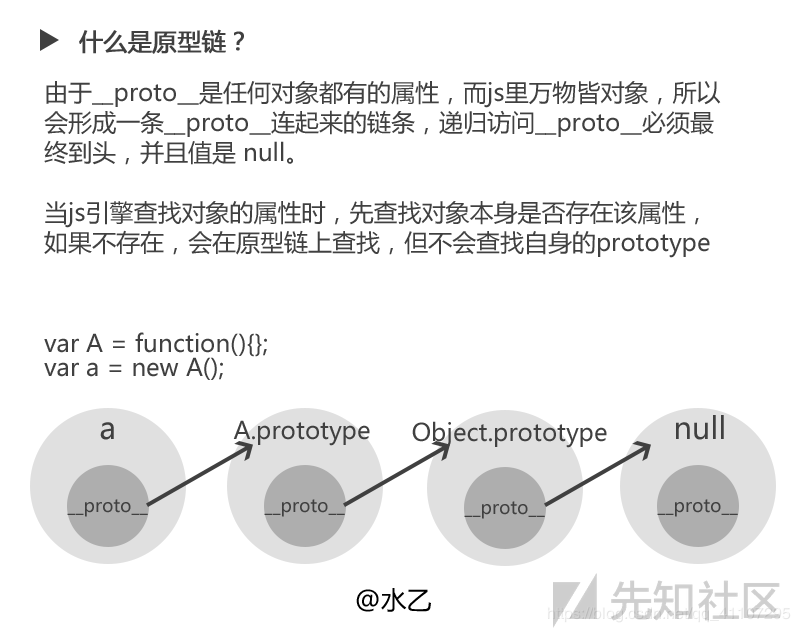 什么是原型链？
由于__proto__是任何对象都有的属性，而js里万物皆对象，所以
会形成一条__proto__连起来的链条，递归访问__proto__必须最
终到头，并且值是 null。
当js引擎查找对象的属性时，先查找对象本身是否存在该属性，
如果不存在，会在原型链上查找，但不会查找自身的prototype
var A = function(){};
var a = new A();
a A.prototype Object.prototype null
__proto__ __proto__ __proto__ __proto__
@水乙
先知社区